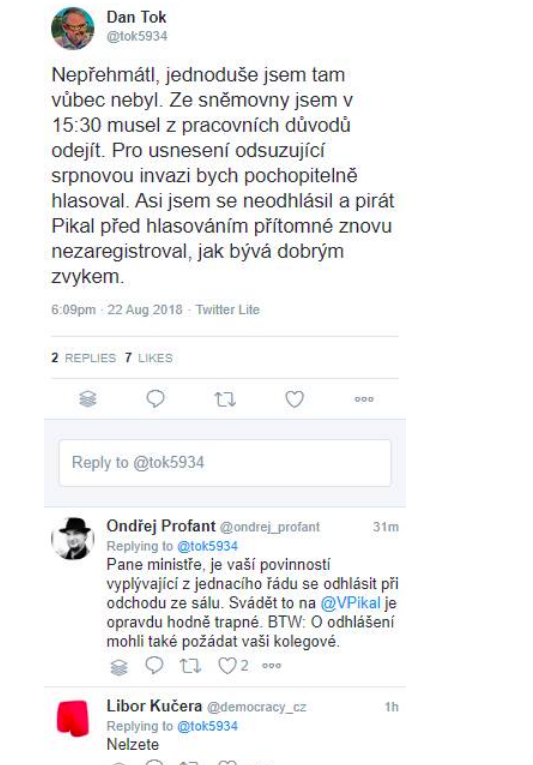 Dan Tok
@tok5934
Nepřehmátl, jednoduše jsem tam
vůbec nebyl. Ze sněmovny jsem v
15:30 musel z pracovních důvodů
odejít. Pro usnesení odsuzující
srpnovou invazi bych pochopitelně
hlasoval. Asi jsem se neodhlásil a pirát
Pikal před hlasováním přítomné znovu
nezaregistroval, jak bývá dobrým
zvykem.
6:09pm · 22 Aug 2018 · Twitter Lite
2 REPLIES 7 LIKES
Reply to @tok5934
Ondřej Profant @ondrej_profant 31m
Replying to @tok5934
Pane ministře, je vaší povinností
vyplývající z jednacího řádu se odhlásit při
odchodu ze sálu. Svádět to na @VPikal je
opravdu hodně trapné. BTW: O odhlášení
mohli také požádat vaši kolegové.
2
Libor Kučera @democracy_cz 1h
Replying to @tok5934
Nelzete